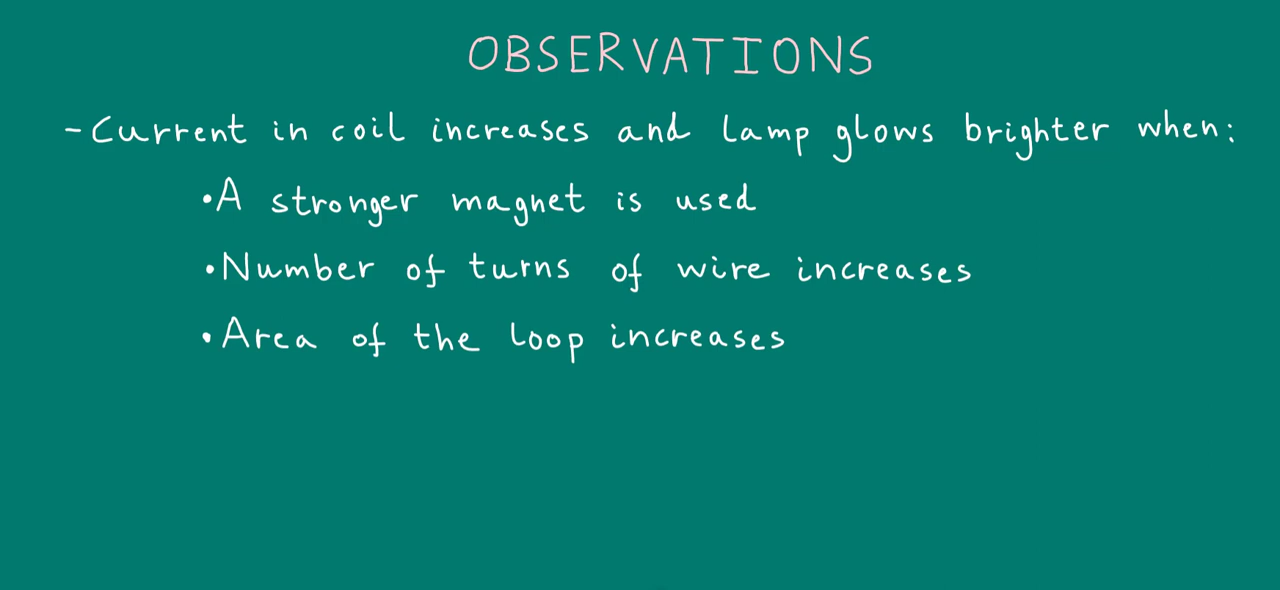 OBSERVATIONS
- Current in coil increases and lamp glows brighter when:
• A stronger magnet is used
• Number of turns of wire increases
• Area of the loop increases